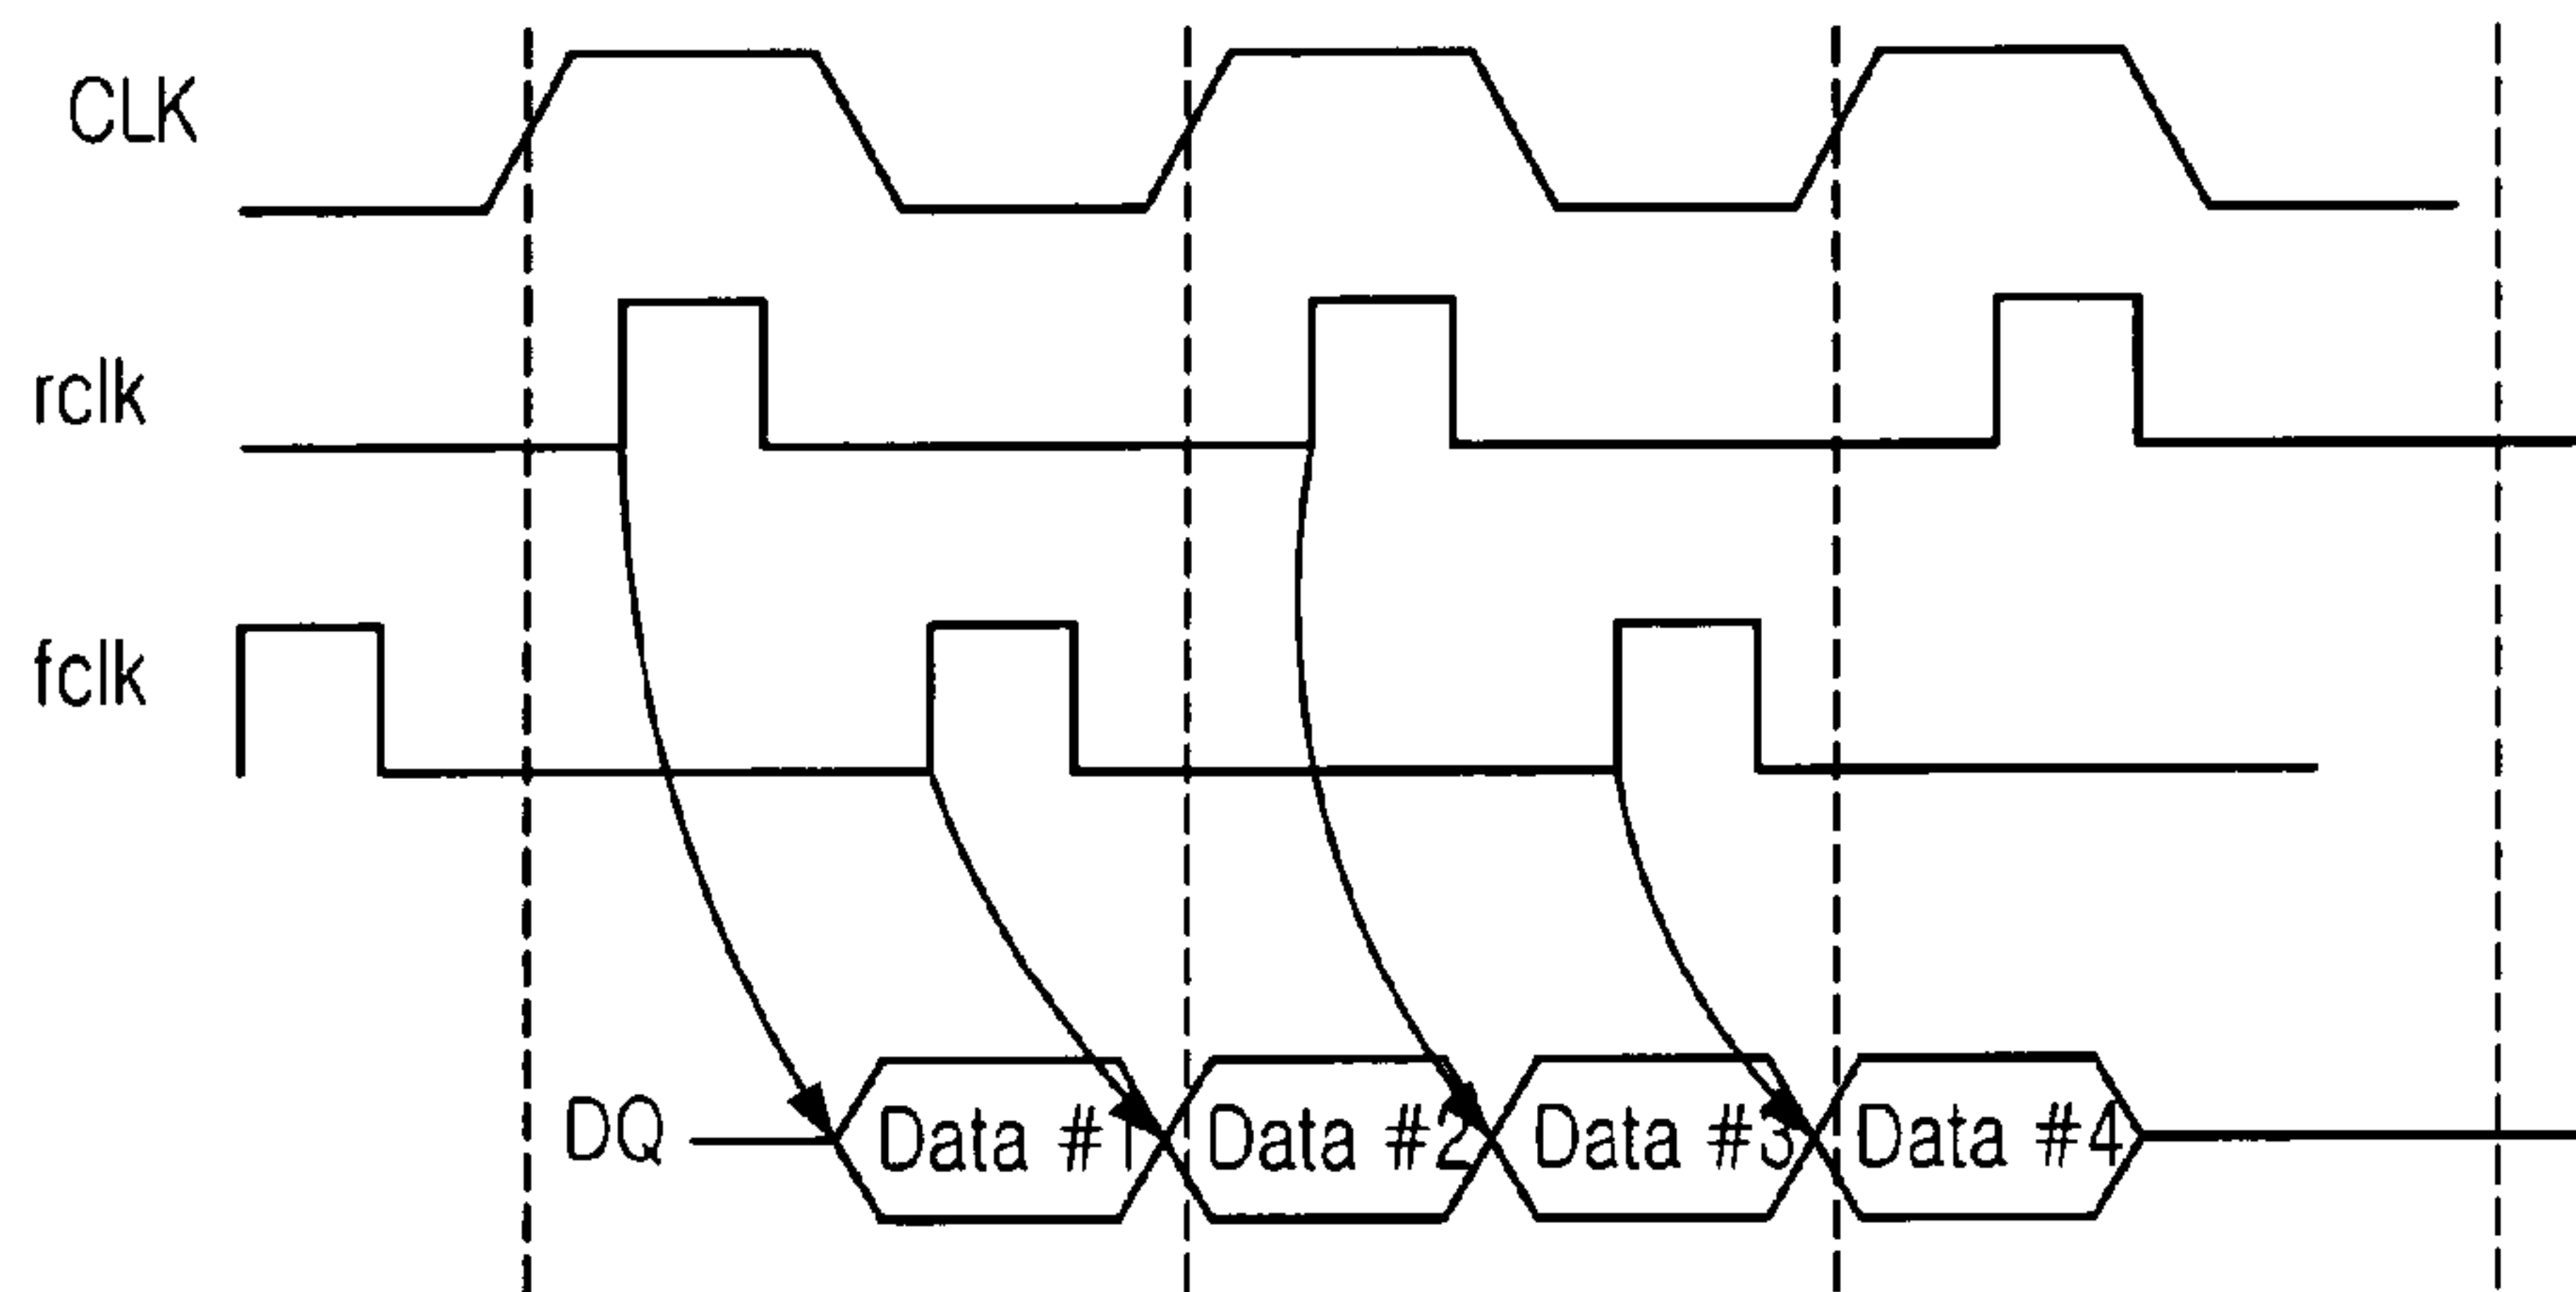 CLK
rclk
fclk
DQ
Data #1
Data #2
Data #3
Data #4